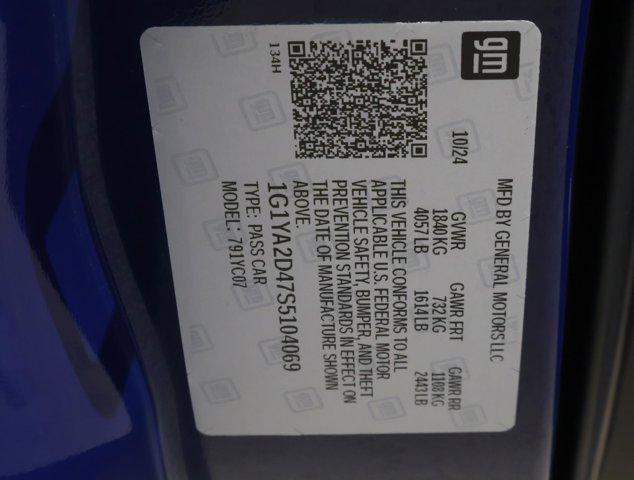 gm
MFD BY GENERAL MOTORS LLC
10/24
GVWR GAWR FRT GAWR RR
1840 KG 732 KG 1108 KG
4057 LB 1614 LB 2443 LB
THIS VEHICLE CONFORMS TO ALL
APPLICABLE U.S. FEDERAL MOTOR
VEHICLE SAFETY, BUMPER, AND THEFT
PREVENTION STANDARDS IN EFFECT ON
THE DATE OF MANUFACTURE SHOWN
ABOVE.
1G1YA2D47S5104069
TYPE: PASS CAR
MODEL: 791YC07
134H